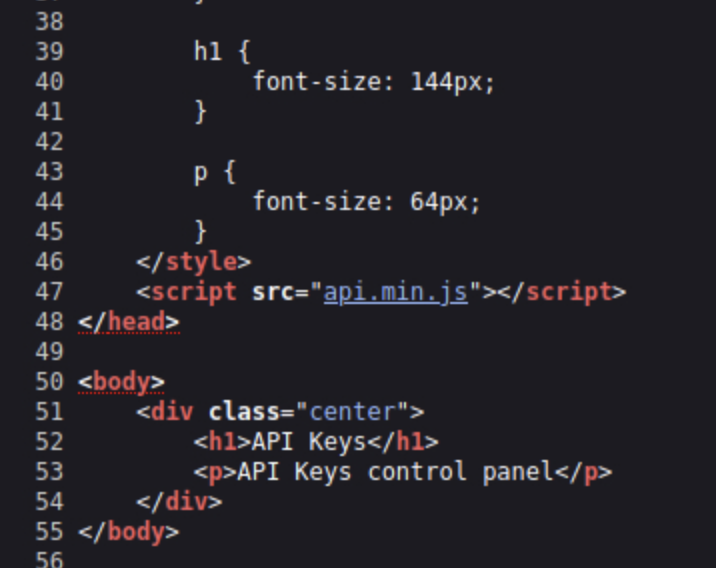 38
39 h1 {
40 font-size: 144px;
41 }
42
43 p {
44 font-size: 64px;
45 }
46 </style>
47 <script src="api.min.js"></script>
48 </head>
49
50 <body>
51 <div class="center">
52 <h1>API Keys</h1>
53 <p>API Keys control panel</p>
54 </div>
55 </body>
56